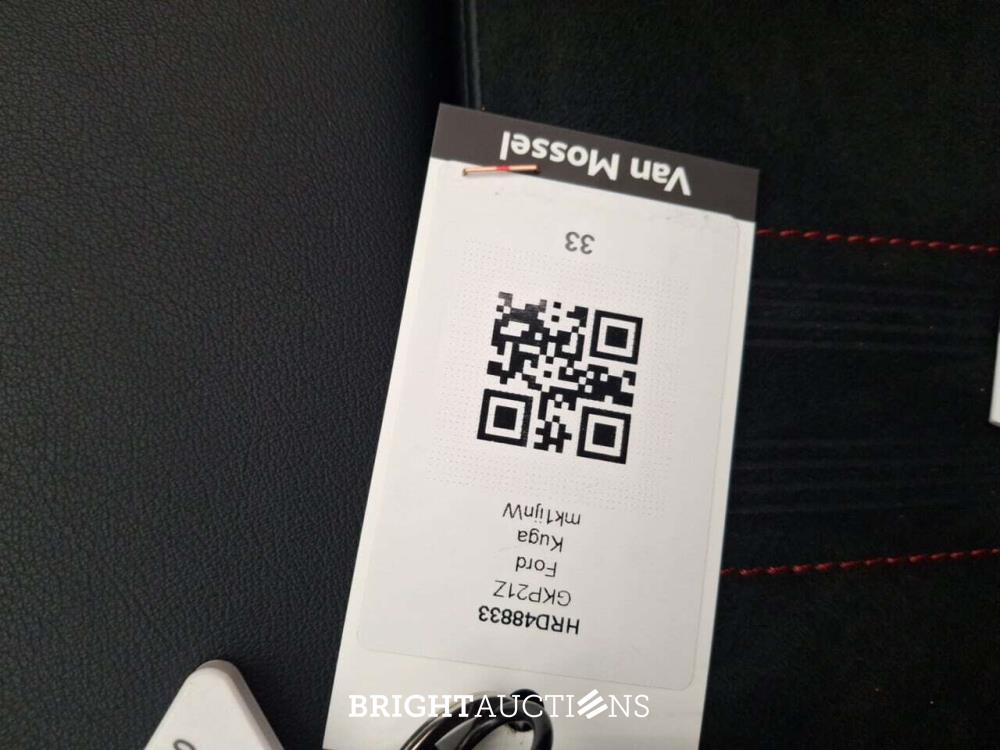 HRD48833
GKP21Z
Ford
Kuga
mk1ijnW
33
Van Mossel
BRIGHTAUCTIONS